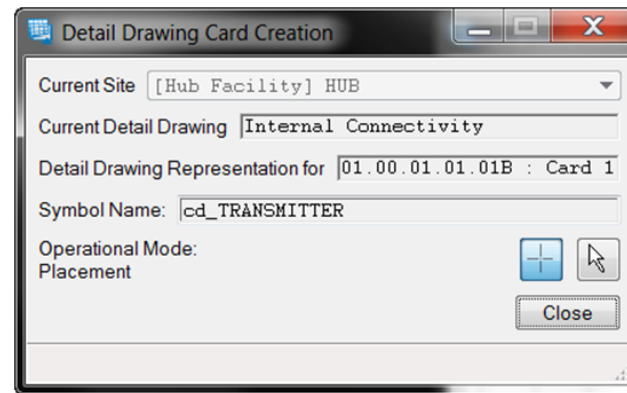 Detail Drawing Card Creation
Current Site [Hub Facility] HUB
Current Detail Drawing Internal Connectivity
Detail Drawing Representation for 01.00.01.01.01B : Card 1
Symbol Name: cd_TRANSMITTER
Operational Mode:
Placement
Close